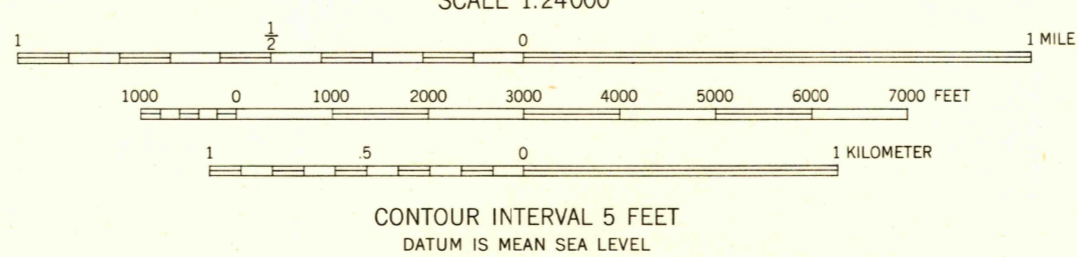 SCALE 1:24000
1 1/2 0 1 MILE
1000 0 1000 2000 3000 4000 5000 6000 7000 FEET
1 .5 0 1 KILOMETER
CONTOUR INTERVAL 5 FEET
DATUM IS MEAN SEA LEVEL